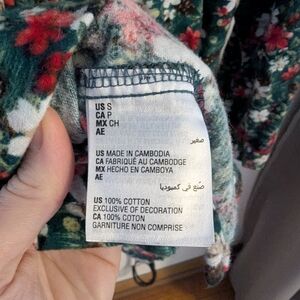 US S
CA P
MX CH
AE
صغير
US MADE IN CAMBODIA
CA FABRIQUÉ AU CAMBODGE
MX HECHO EN CAMBOYA
AE
صنع في كمبوديا
US 100% COTTON
EXCLUSIVE OF DECORATION
CA 100% COTON
GARNITURE NON COMPRISE